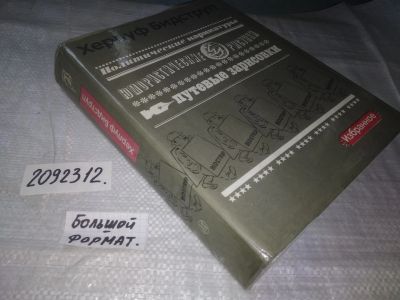 Херлуф Бидструп
Политические карикатуры
Юмористические рисунки
путевые зарисовки
Избранное
Херлуф Бидструп
2092312.
Большой
формат.